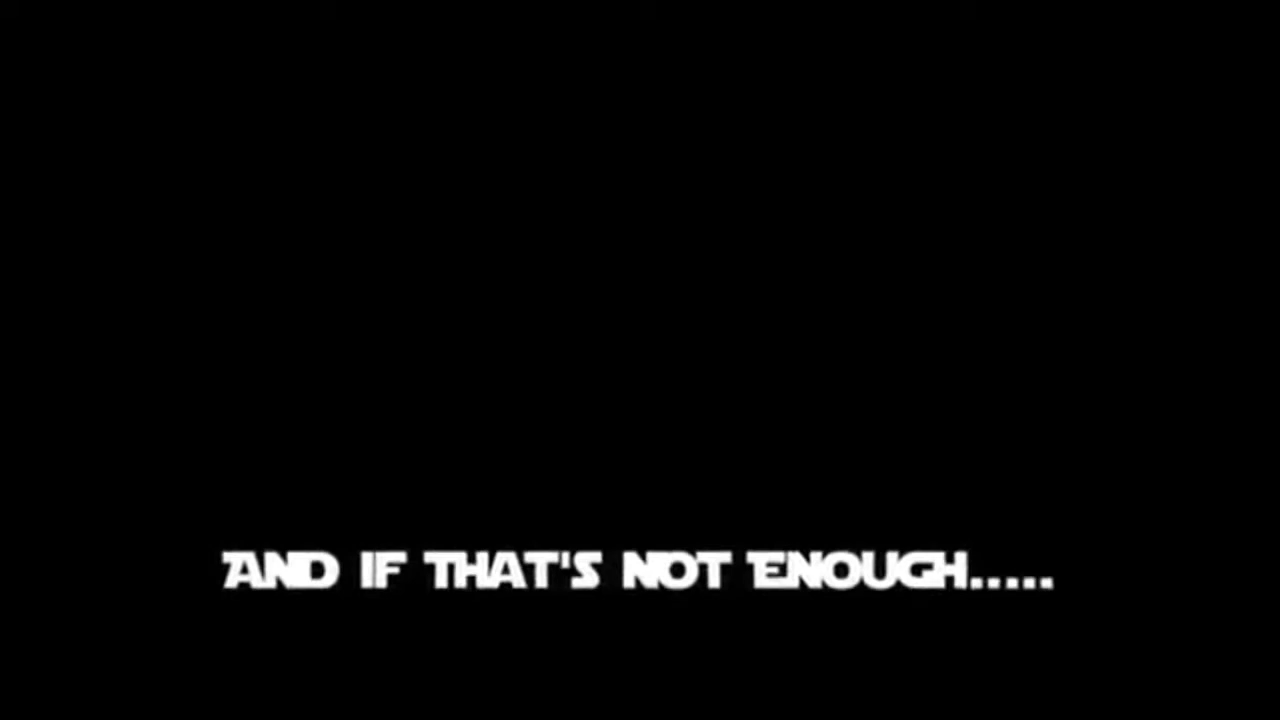 AND IF THAT'S NOT ENOUGH.....